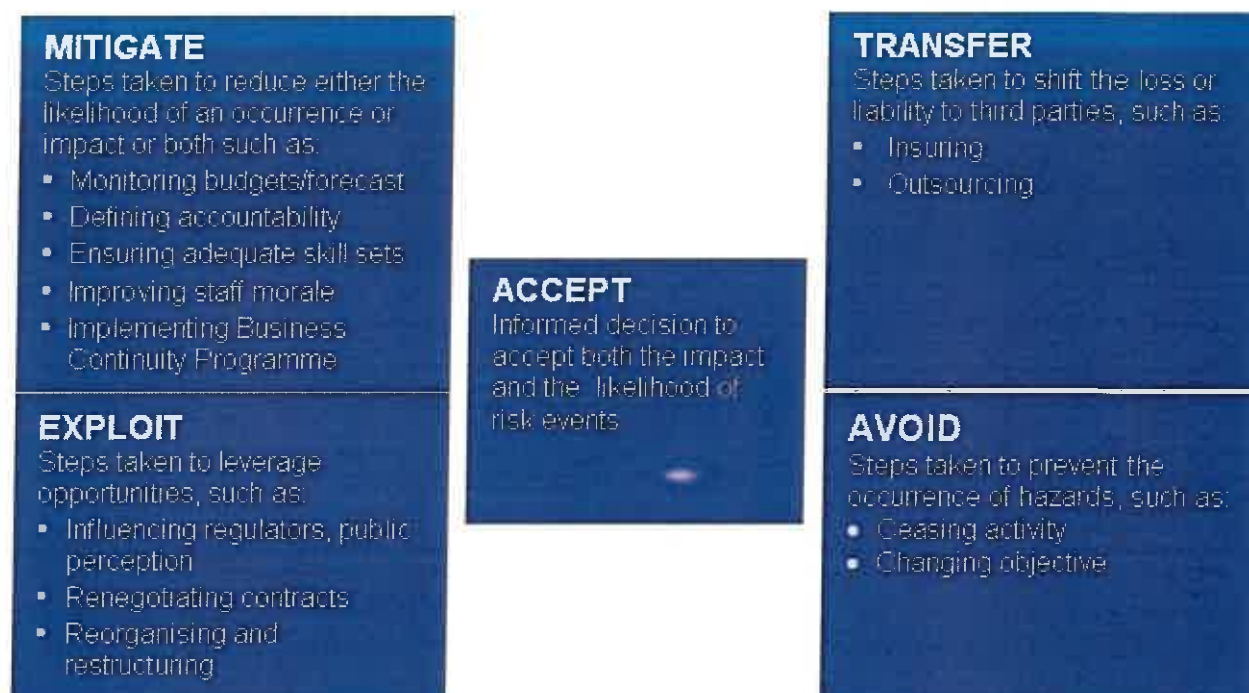 MITIGATE
Steps taken to reduce either the
likelihood of an occurrence or
impact or both such as:
• Monitoring budgets/forecast
• Defining accountability
• Ensuring adequate skill sets
• Improving staff morale
• Implementing Business
Continuity Programme
EXPLOIT
Steps taken to leverage
opportunities, such as:
• Influencing regulators, public
perception
• Renegotiating contracts
• Reorganising and
restructuring
ACCEPT
Informed decision to
accept both the impact
and the likelihood of
risk events
TRANSFER
Steps taken to shift the loss or
liability to third parties, such as:
• Insuring
• Outsourcing
AVOID
Steps taken to prevent the
occurrence of hazards, such as:
• Ceasing activity
• Changing objective